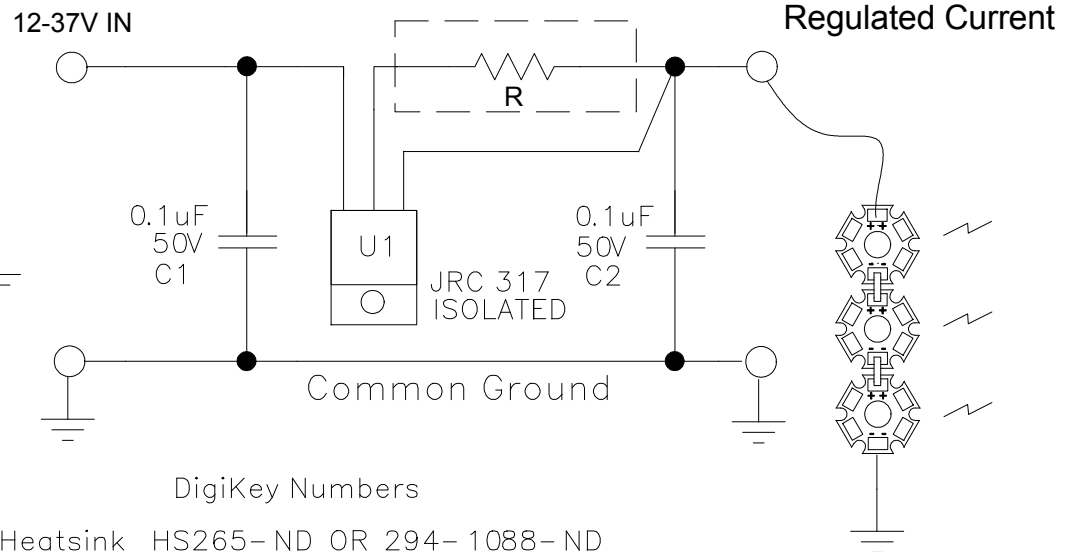 12-37V IN
Regulated Current
R
0.1uF
50V
C1
U1
JRC 317
ISOLATED
0.1uF
50V
C2
Common Ground
DigiKey Numbers
Heatsink HS265-ND OR 294-1088-ND